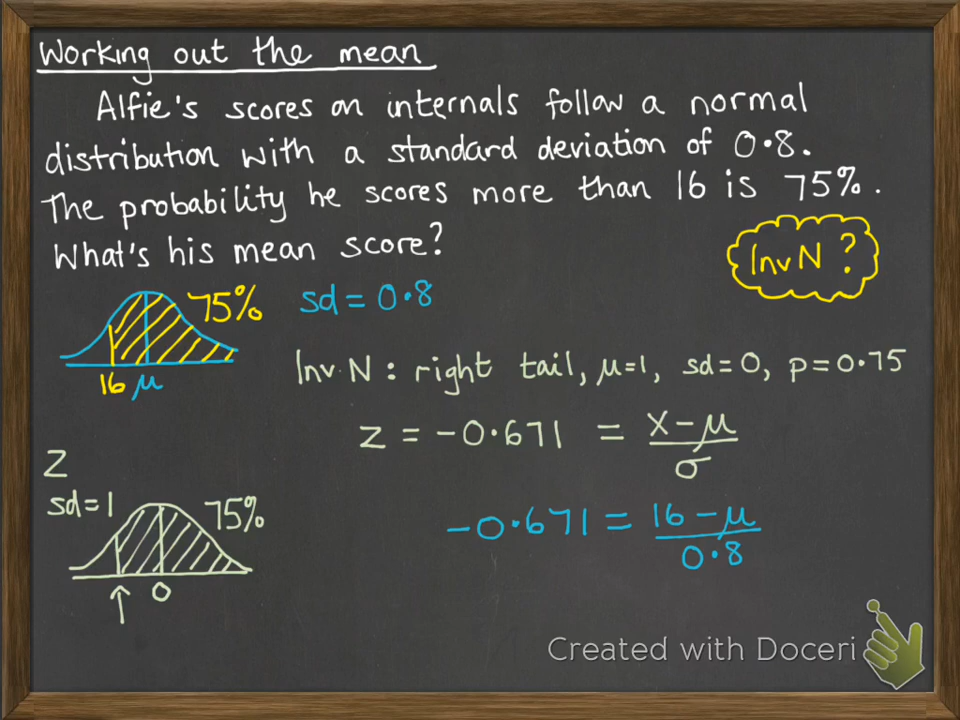 Working out the mean
Alfie's scores on internals follow a normal
distribution with a standard deviation of 0.8.
The probability he scores more than 16 is 75%.
What's his mean score?
InvN ?
75%
sd = 0.8
16 μ
Inv N : right tail, μ=1, sd=0, p=0.75
z = -0.671 = x-μ
σ
Z
sd=1
75%
0
-0.671 = 16-μ
0.8
Created with Doceri